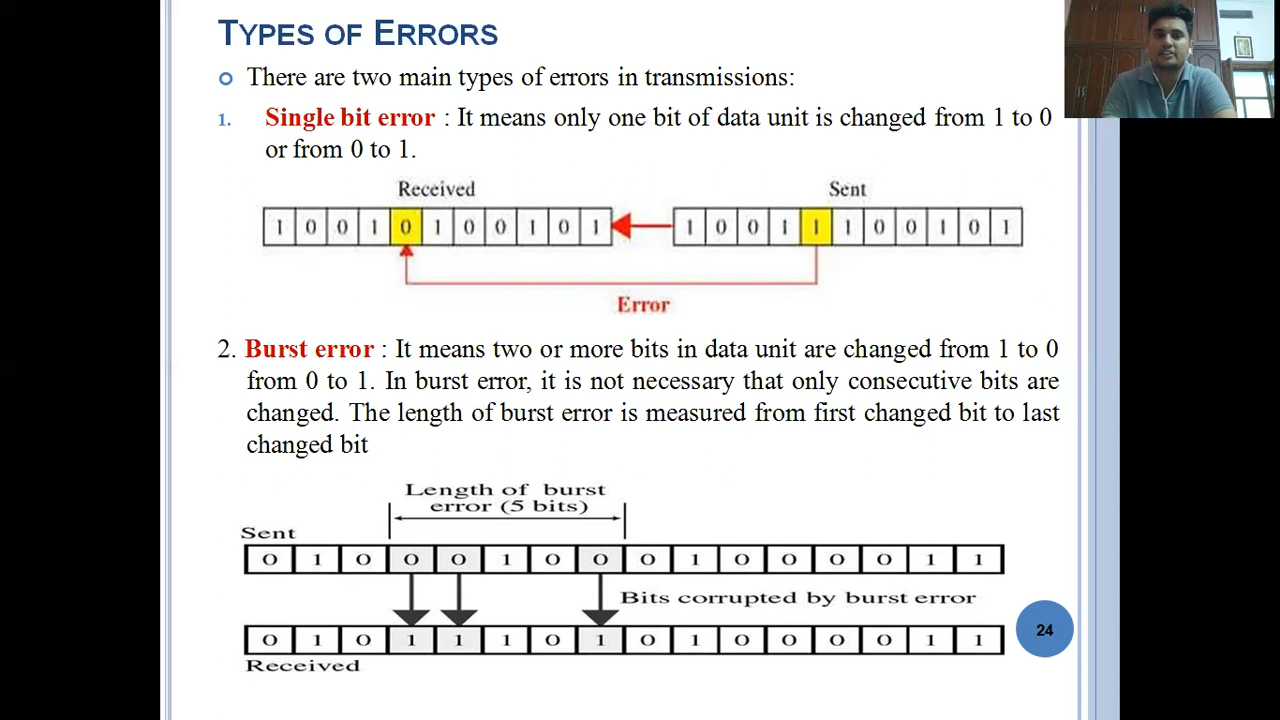 TYPES OF ERRORS
There are two main types of errors in transmissions:
1. Single bit error : It means only one bit of data unit is changed from 1 to 0
or from 0 to 1.
Received Sent
1 0 0 1 0 1 0 0 1 0 1 1 0 0 1 1 1 0 0 1 0 1
Error
2. Burst error : It means two or more bits in data unit are changed from 1 to 0
from 0 to 1. In burst error, it is not necessary that only consecutive bits are
changed. The length of burst error is measured from first changed bit to last
changed bit
Length of burst
error (5 bits)
Sent
0 1 0 0 0 1 0 0 0 1 0 0 0 0 1 1
Bits corrupted by burst error
24
0 1 0 1 1 1 0 1 0 1 0 0 0 0 1 1
Received